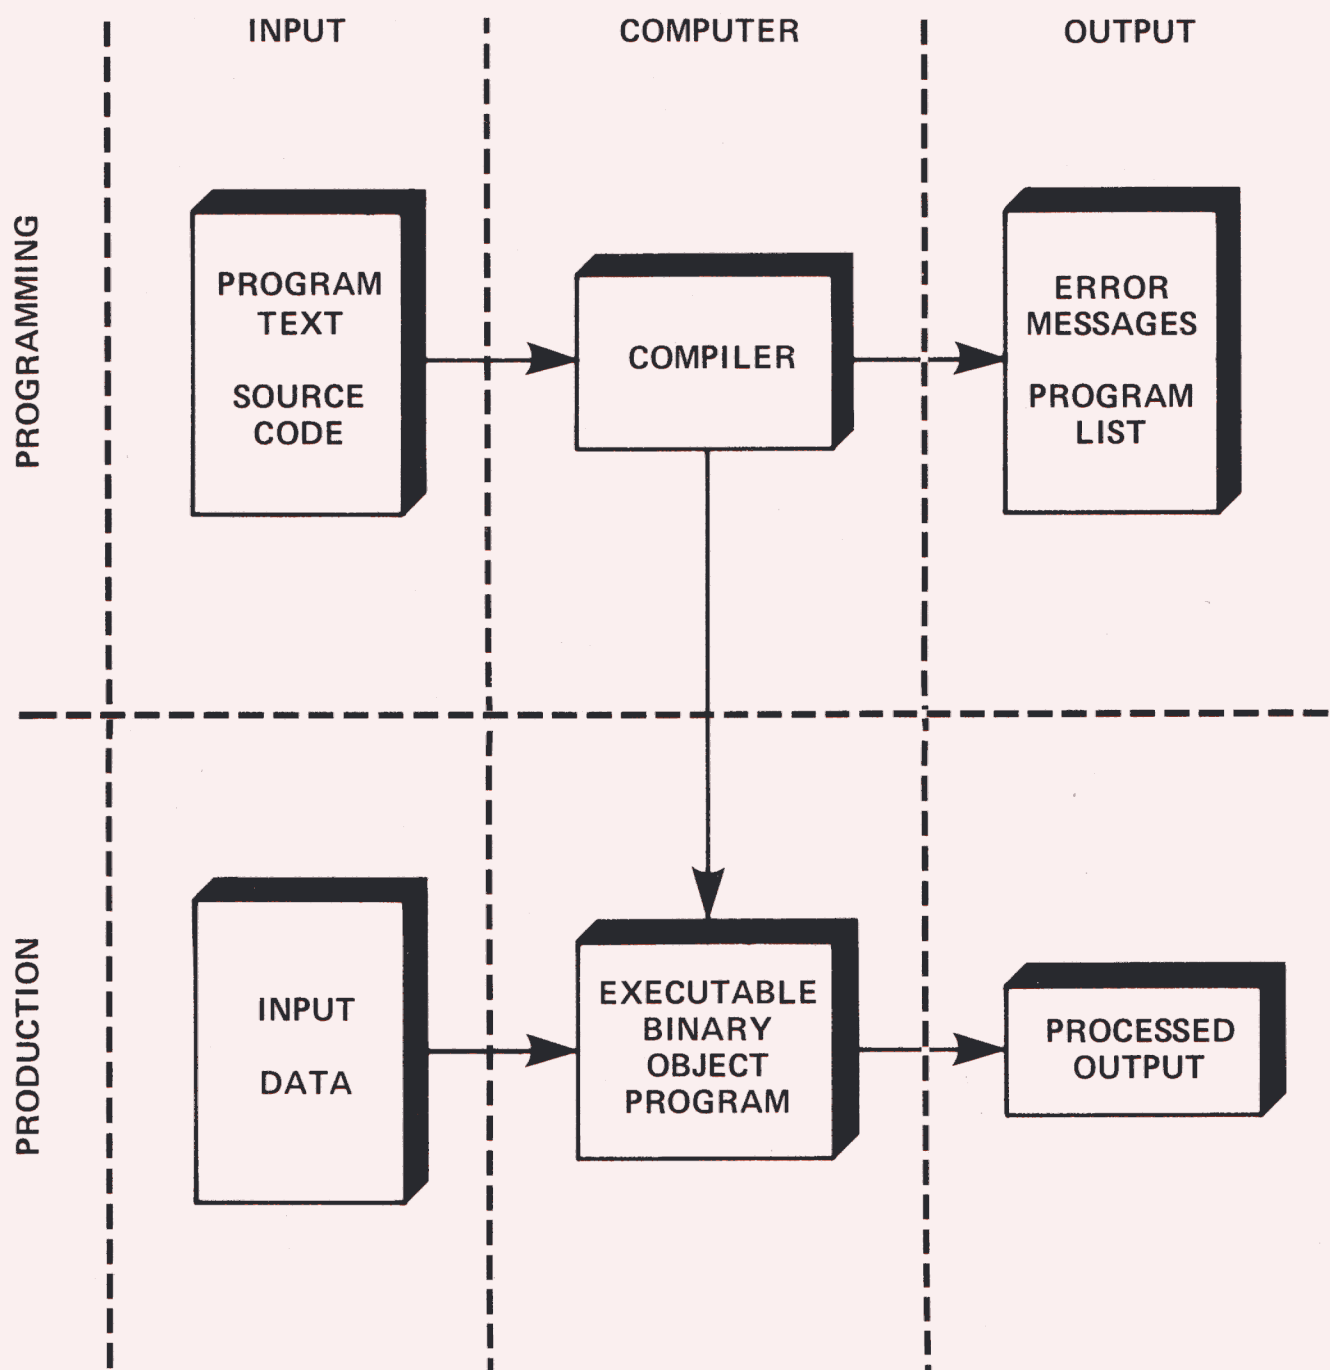 INPUT
COMPUTER
OUTPUT
PROGRAMMING
PROGRAM
TEXT
SOURCE
CODE
COMPILER
ERROR
MESSAGES
PROGRAM
LIST
PRODUCTION
INPUT
DATA
EXECUTABLE
BINARY
OBJECT
PROGRAM
PROCESSED
OUTPUT